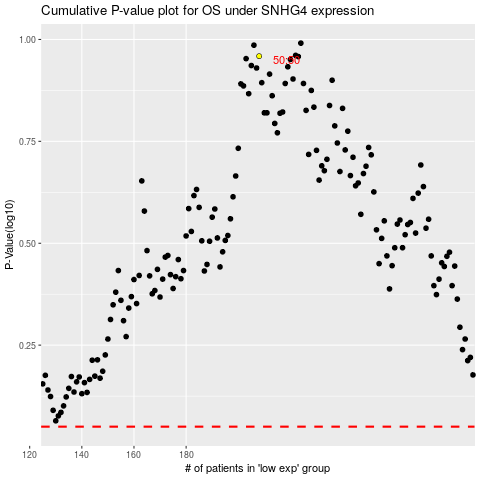 Cumulative P-value plot for OS under SNHG4 expression
P-Value(log10)
1.00
0.75
0.50
0.25
50:50
120 140 160 180
# of patients in 'low exp' group